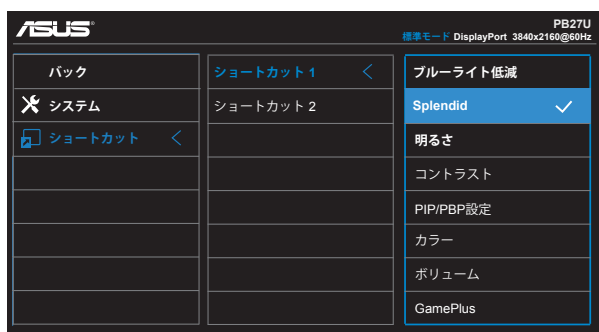 ASUS
PB27U
標準モード DisplayPort 3840x2160@60Hz
バック
システム
ショートカット
ショートカット 1
ショートカット 2
ブルーライト低減
Splendid
明るさ
コントラスト
PIP/PBP設定
カラー
ボリューム
GamePlus